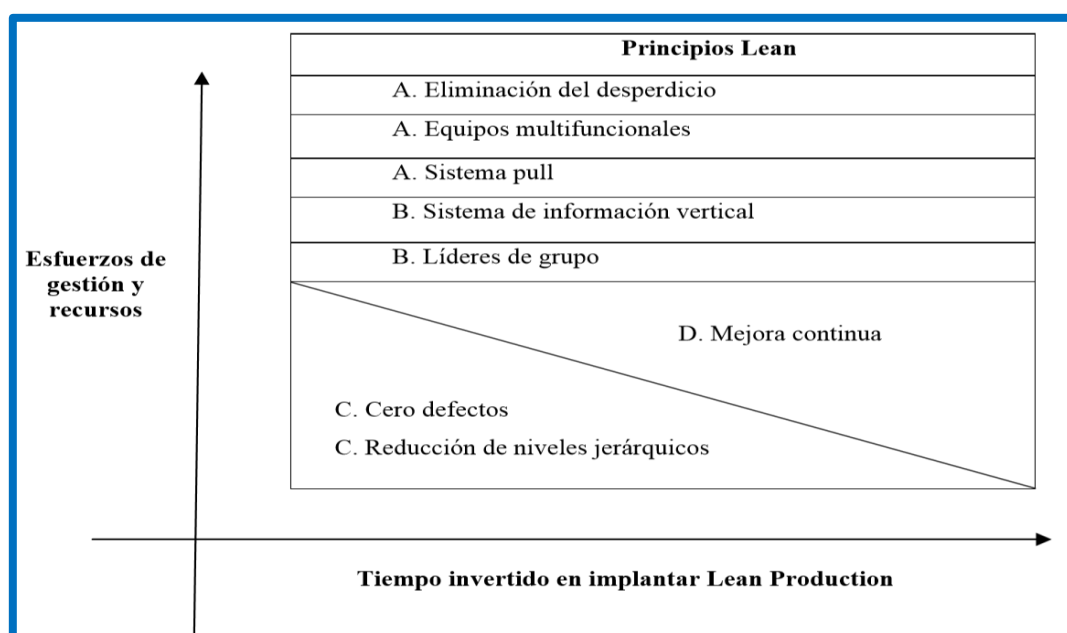 Principios Lean
A. Eliminación del desperdicio
A. Equipos multifuncionales
A. Sistema pull
B. Sistema de información vertical
B. Líderes de grupo
Esfuerzos de
gestión y
recursos
D. Mejora continua
C. Cero defectos
C. Reducción de niveles jerárquicos
Tiempo invertido en implantar Lean Production